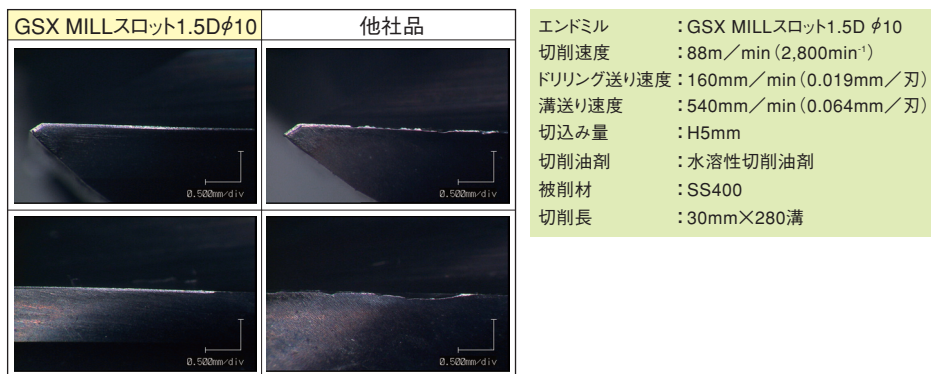 GSX MILLスロット1.5Dφ10
他社品
0.500mm/div
0.500mm/div
0.500mm/div
0.500mm/div
エンドミル：GSX MILLスロット1.5D φ10
切削速度：88m／min（2,800min⁻¹）
ドリリング送り速度：160mm／min（0.019mm／刃）
溝送り速度：540mm／min（0.064mm／刃）
切込み量：H5mm
切削油剤：水溶性切削油剤
被削材：SS400
切削長：30mm×280溝